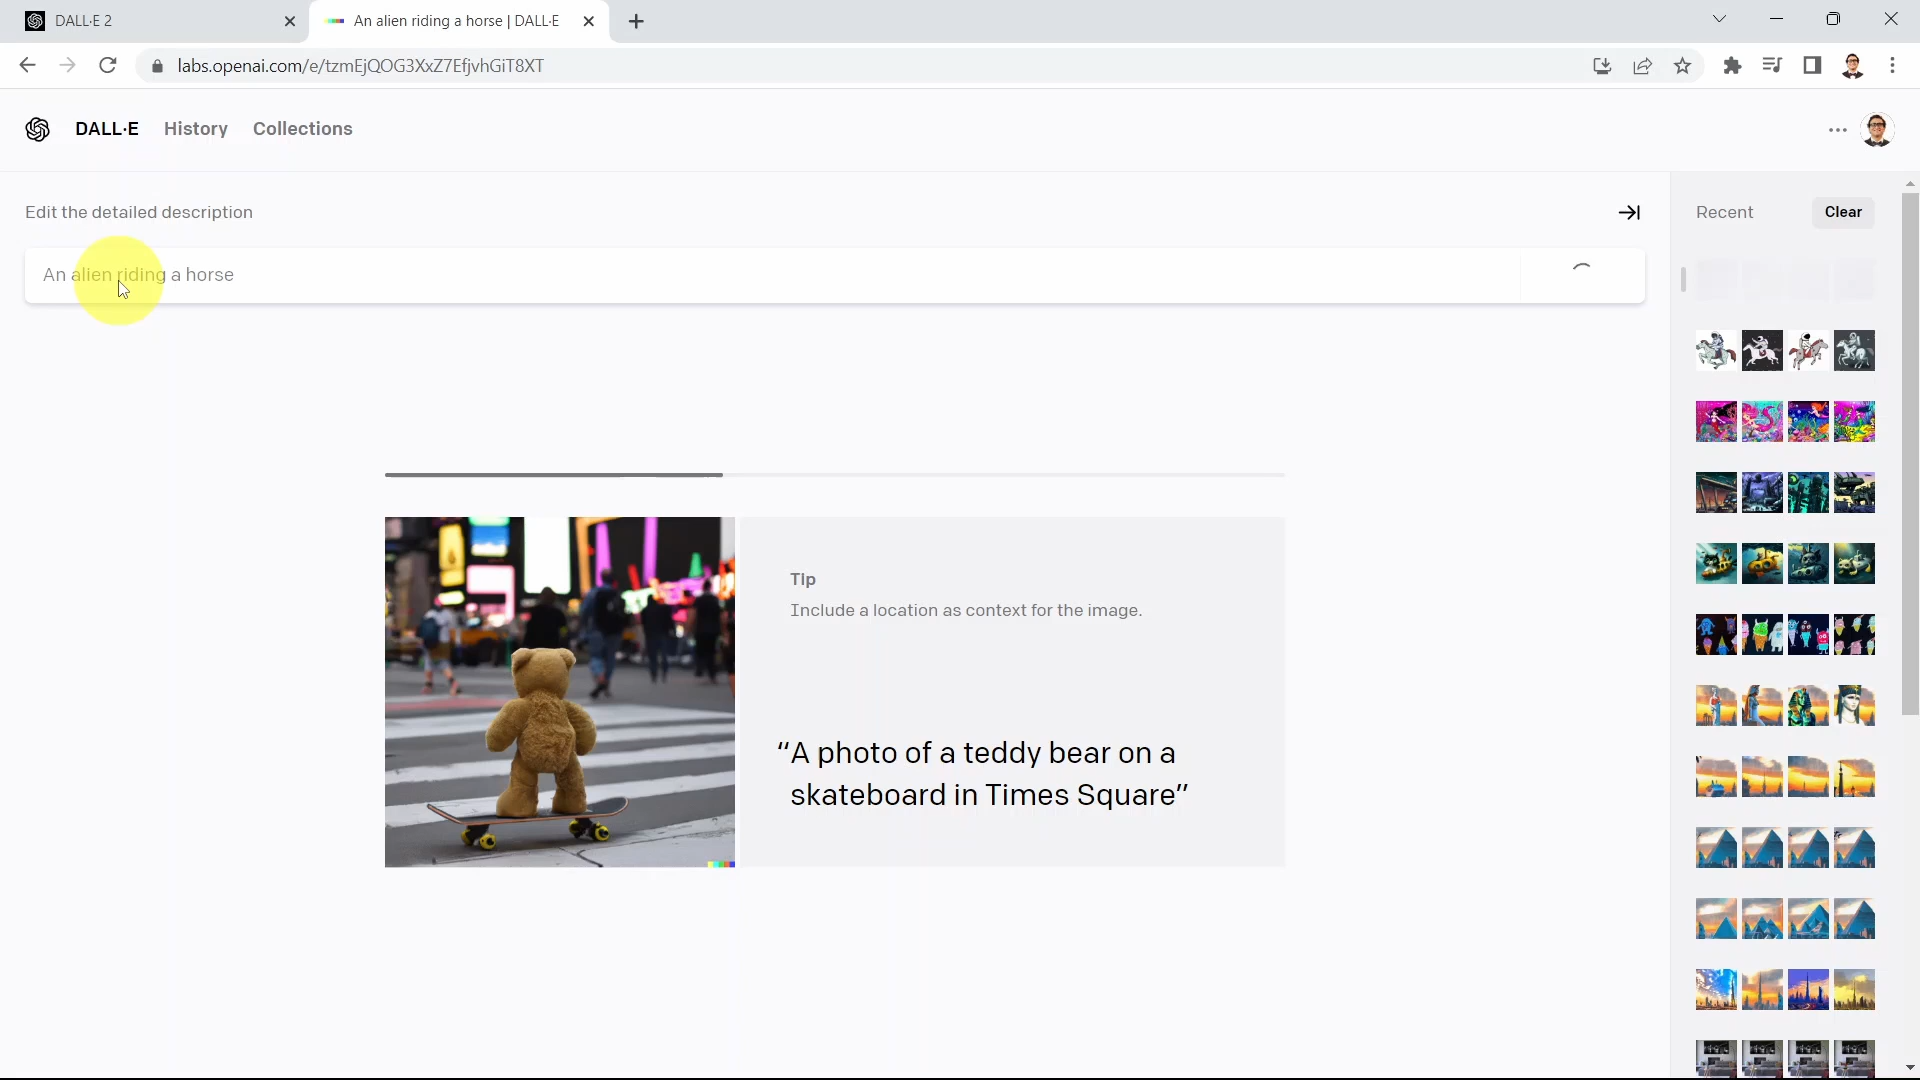 DALL·E 2
An alien riding a horse | DALL·E
labs.openai.com/e/tzmEjQOG3XxZ7EfjvhGiT8XT
DALL·E
History
Collections
Edit the detailed description
An alien riding a horse
Recent
Clear
Tip
Include a location as context for the image.
“A photo of a teddy bear on a
skateboard in Times Square”